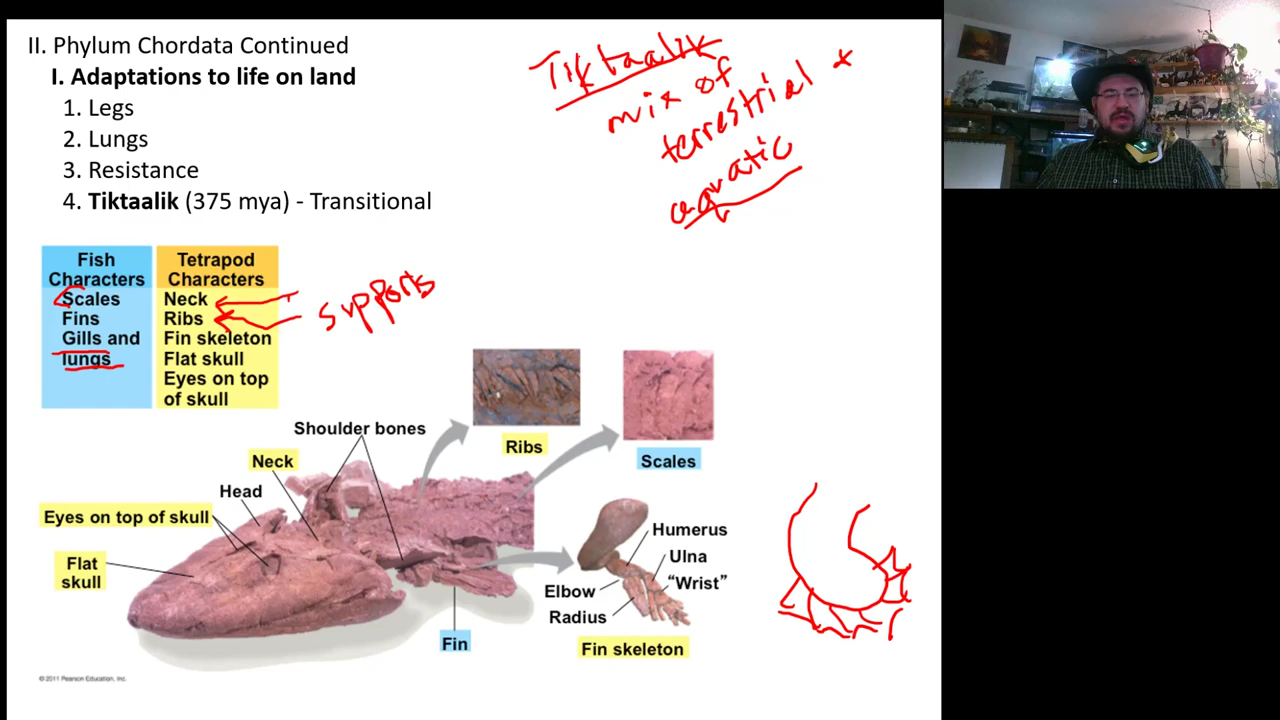 II. Phylum Chordata Continued
I. Adaptations to life on land
1. Legs
2. Lungs
3. Resistance
4. Tiktaalik (375 mya) - Transitional
Tiktaalik
mix of
terrestrial +
aquatic
Fish
Characters
Scales
Fins
Gills and
lungs
Tetrapod
Characters
Neck
Ribs
Fin skeleton
Flat skull
Eyes on top
of skull
supports
Shoulder bones
Neck
Head
Eyes on top of skull
Flat
skull
Ribs
Scales
Humerus
Ulna
"Wrist"
Elbow
Radius
Fin
Fin skeleton
© 2011 Pearson Education, Inc.